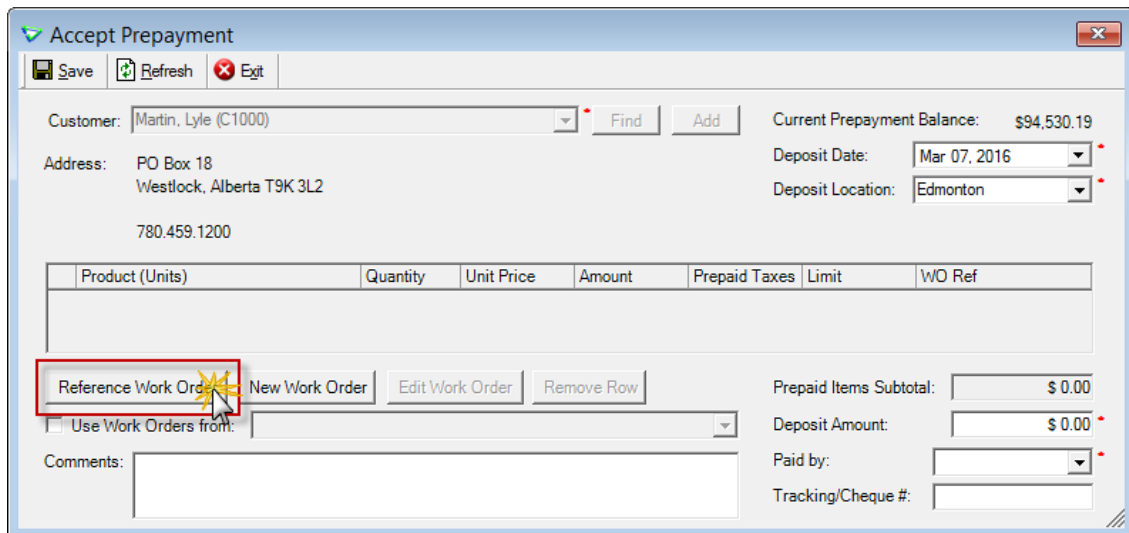 Accept Prepayment
Save Refresh Exit
Customer: Martin, Lyle (C1000) * Find Add
Current Prepayment Balance: $94,530.19
Address: PO Box 18
Westlock, Alberta T9K 3L2
780.459.1200
Deposit Date: Mar 07, 2016 *
Deposit Location: Edmonton *
Product (Units) Quantity Unit Price Amount Prepaid Taxes Limit WO Ref
Reference Work Order New Work Order Edit Work Order Remove Row
Use Work Orders from:
Comments:
Prepaid Items Subtotal: $ 0.00
Deposit Amount: $ 0.00 *
Paid by: *
Tracking/Cheque #: